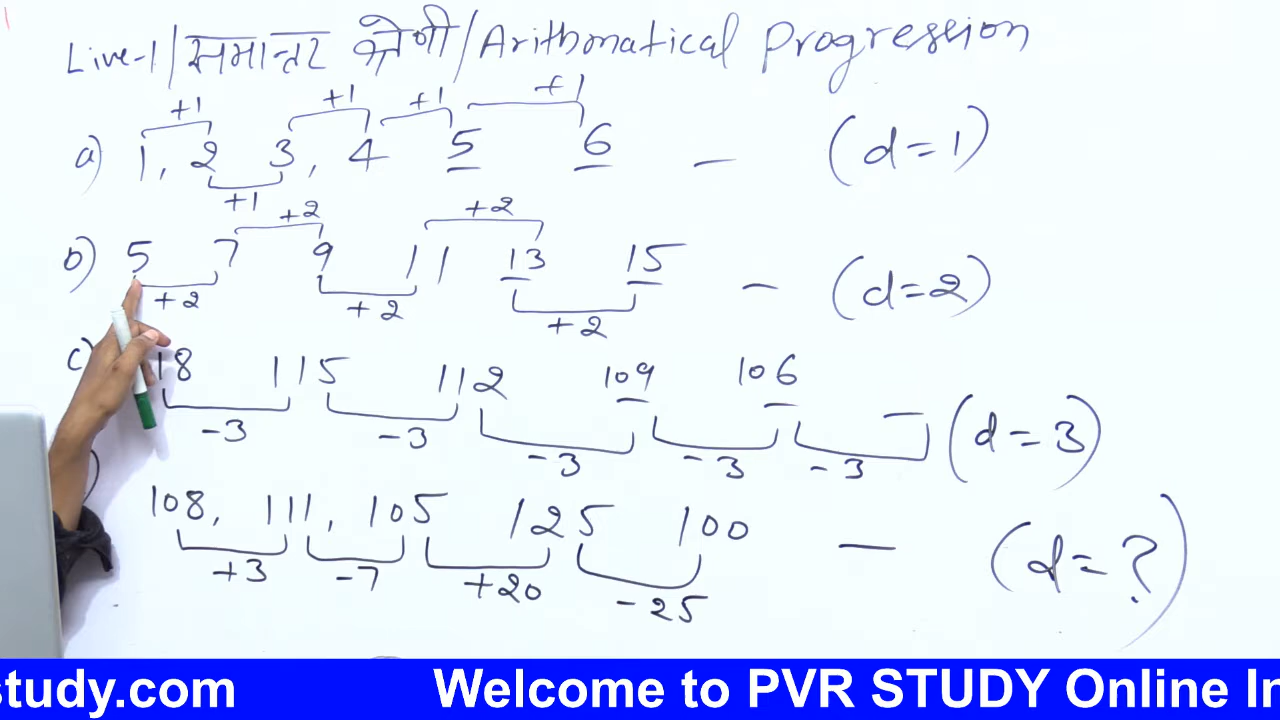 Live-1/समान्तर श्रेणी/Arithmatical Progression
+1 +1 +1 +1
a) 1, 2 3, 4 5 6 — (d=1)
+1 +2 +2
b) 5 7 9 11 13 15 — (d=2)
+2 +2 +2
c) 18 115 112 109 106 — (d=3)
-3 -3 -3 -3 -3
108, 111, 105 125 100 — (d=?)
+3 -7 +20 -25
study.com Welcome to PVR STUDY Online In